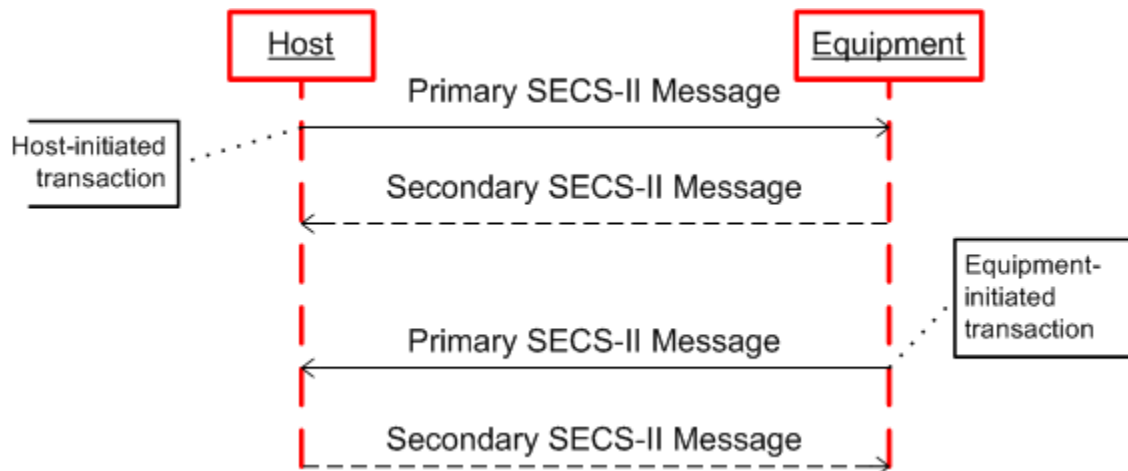 Host
Equipment
Primary SECS-II Message
Host-initiated
transaction
Secondary SECS-II Message
Equipment-
initiated
transaction
Primary SECS-II Message
Secondary SECS-II Message